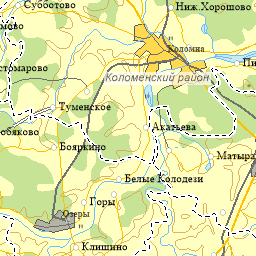 Субботово
Ниж.Хорошово
Коломна
Коломенский район
Туменское
Акатьева
Бояркино
Белые Колодези
Горы
Озеры
Клишино